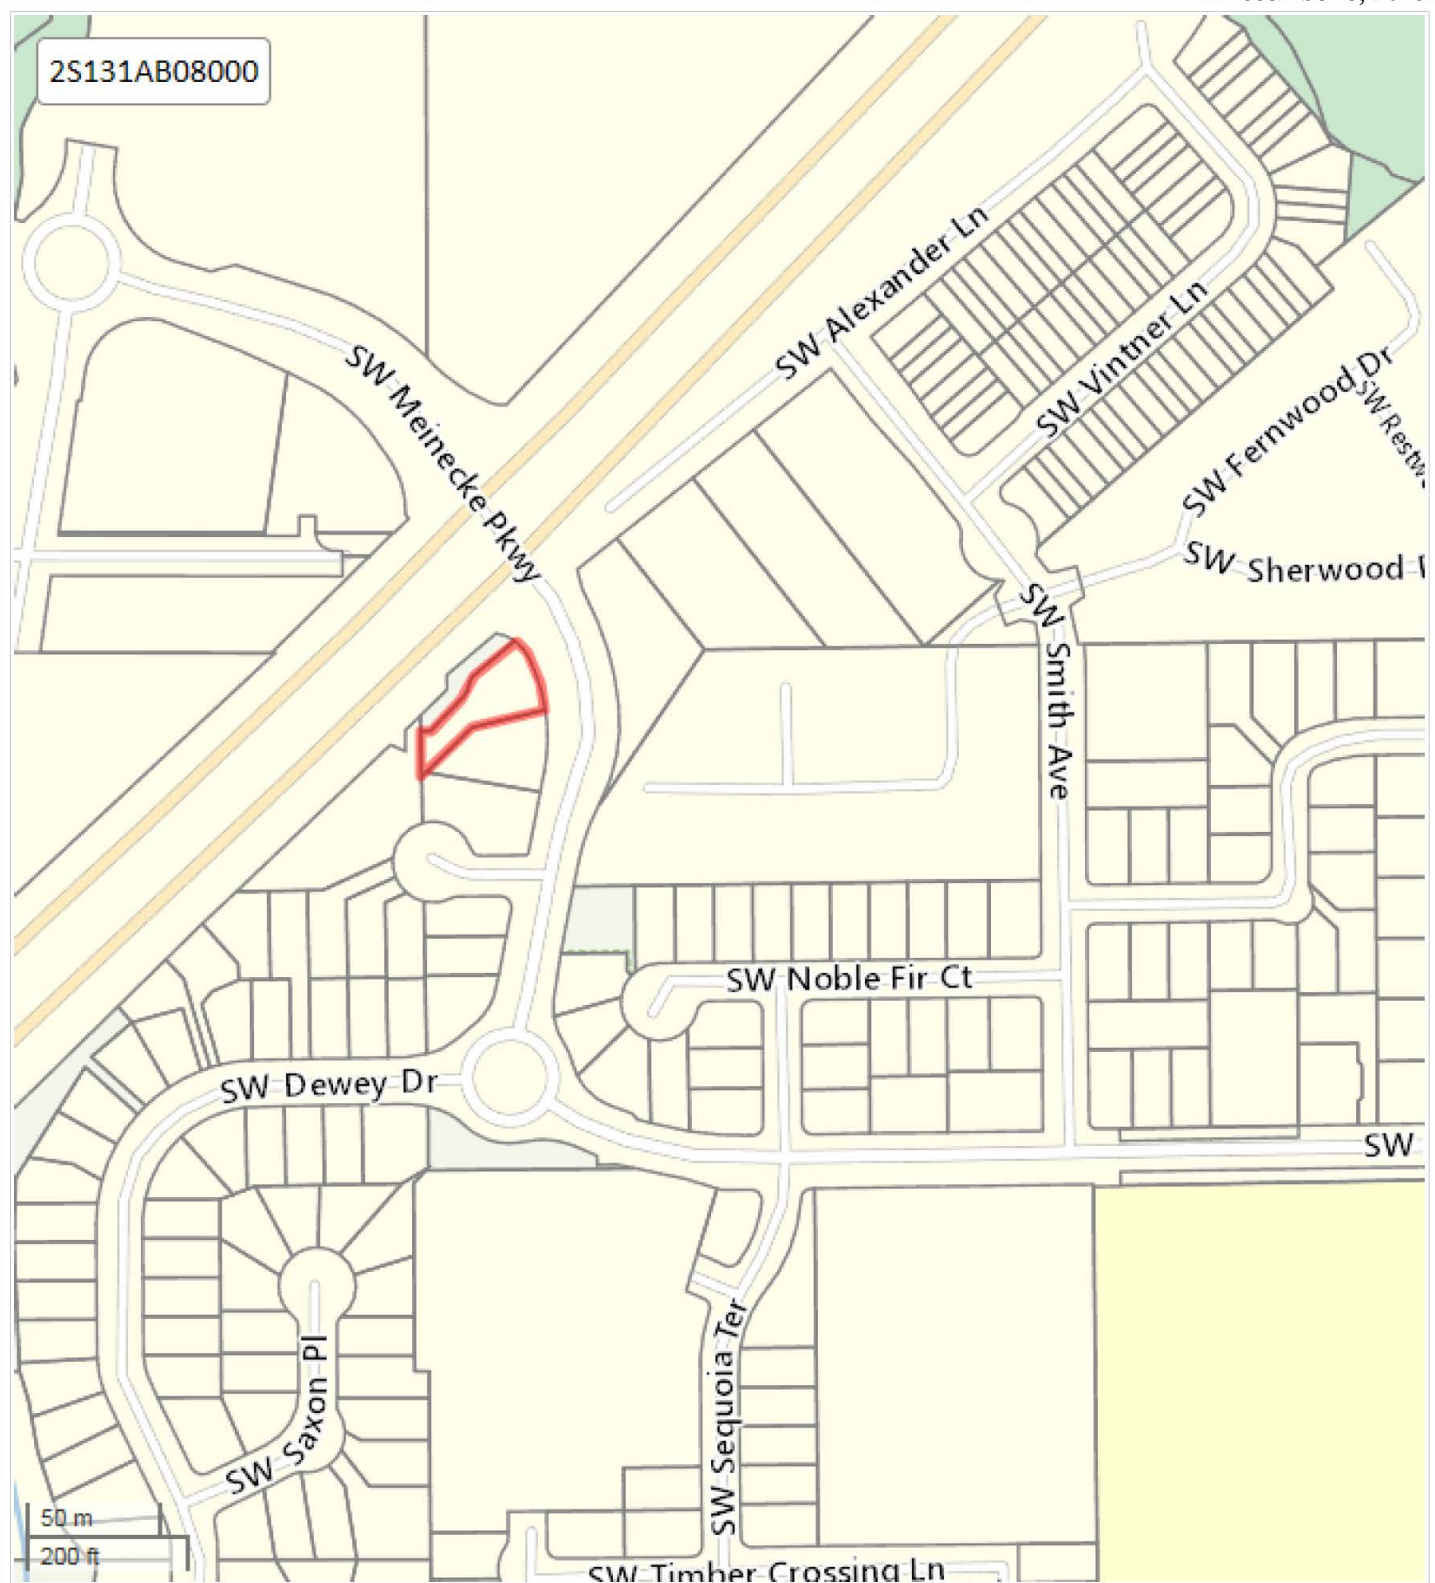 2S131AB08000
SW Meinecke Pkwy
SW Alexander Ln
SW Vintner Ln
SW Fernwood Dr
SW
SW Sherwood
SW Smith Ave
SW Noble Fir Ct
SW Dewey Dr
SW
SW Saxon Pl
SW Sequoia Ter
50 m
200 ft
SW Timber Crossing Ln